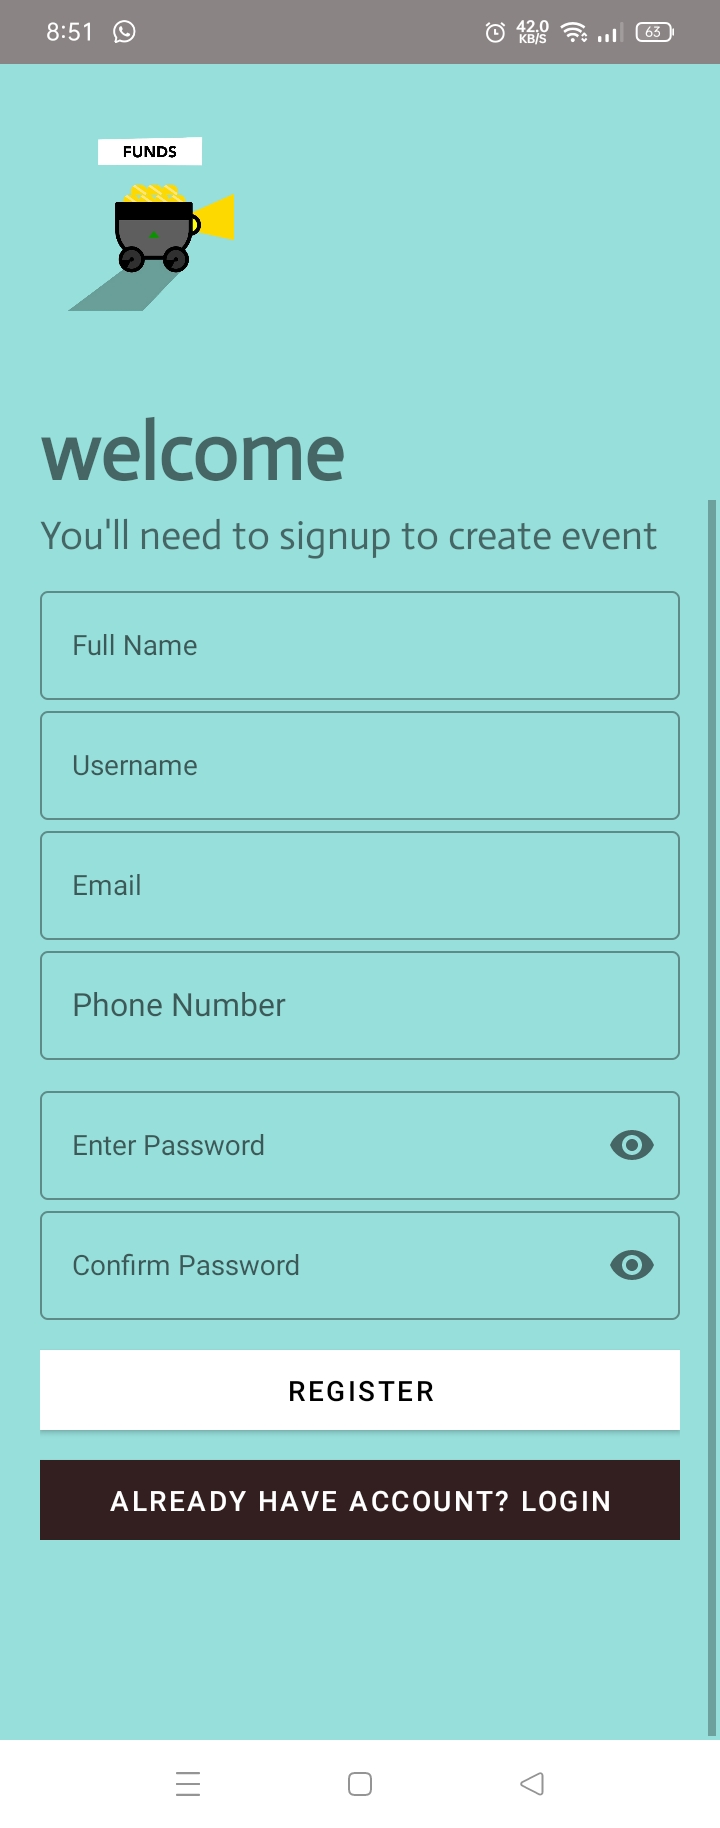 8:51
42.0
KB/S
63
FUNDS
welcome
You'll need to signup to create event
Full Name
Username
Email
Phone Number
Enter Password
Confirm Password
REGISTER
ALREADY HAVE ACCOUNT? LOGIN